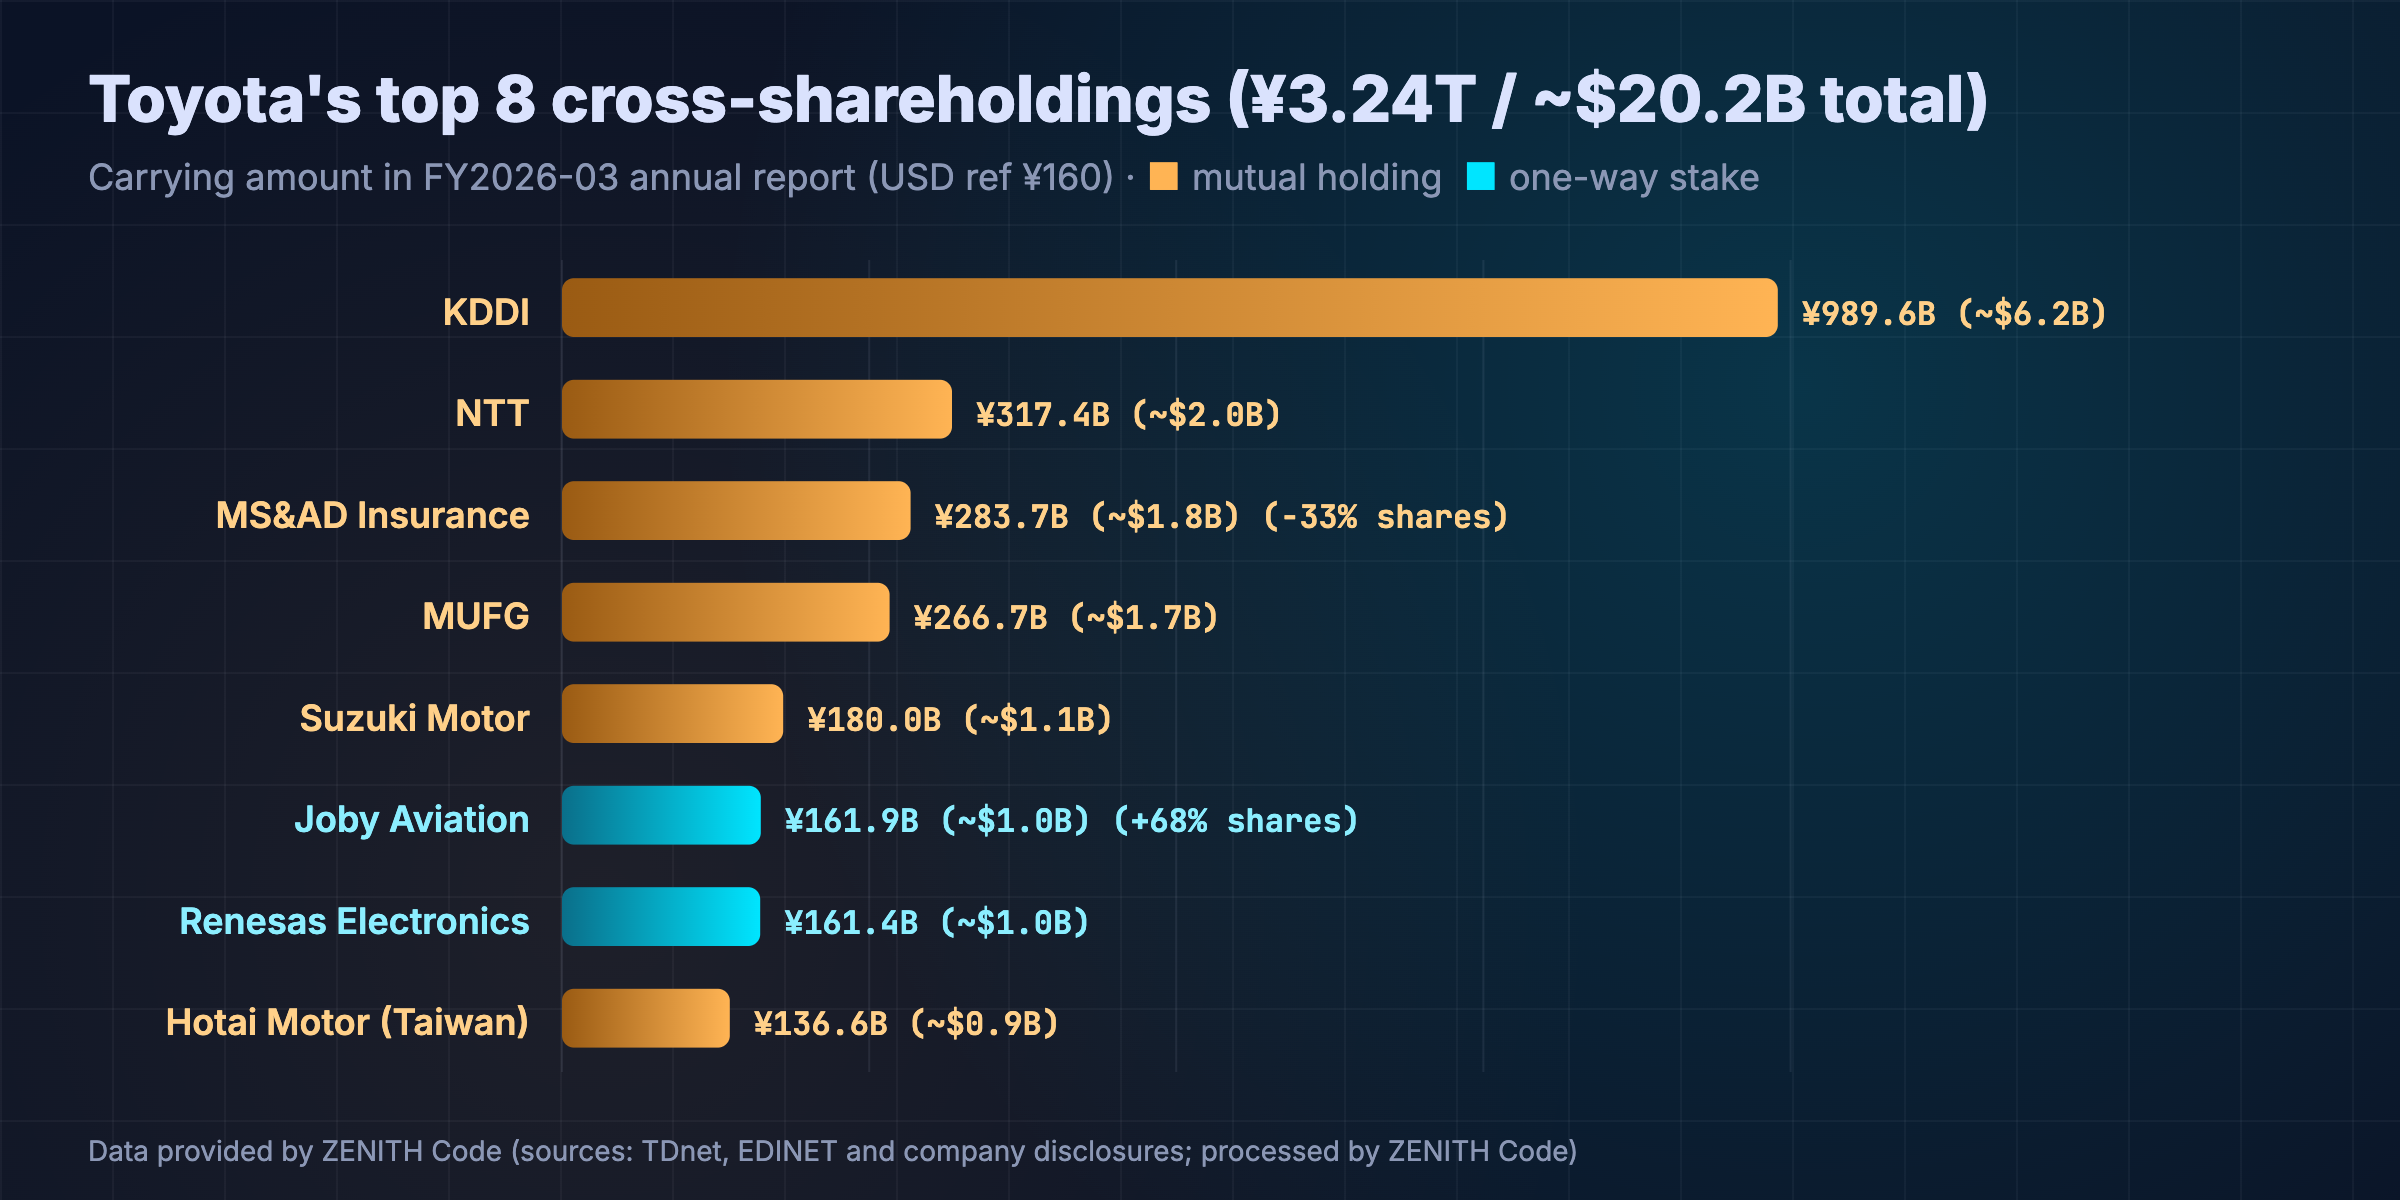 Toyota's top 8 cross-shareholdings (¥3.24T / ~$20.2B total)
Carrying amount in FY2026-03 annual report (USD ref ¥160) · mutual holding one-way stake
KDDI ¥989.6B (~$6.2B)
NTT ¥317.4B (~$2.0B)
MS&AD Insurance ¥283.7B (~$1.8B) (-33% shares)
MUFG ¥266.7B (~$1.7B)
Suzuki Motor ¥180.0B (~$1.1B)
Joby Aviation ¥161.9B (~$1.0B) (+68% shares)
Renesas Electronics ¥161.4B (~$1.0B)
Hotai Motor (Taiwan) ¥136.6B (~$0.9B)
Data provided by ZENITH Code (sources: TDnet, EDINET and company disclosures; processed by ZENITH Code)